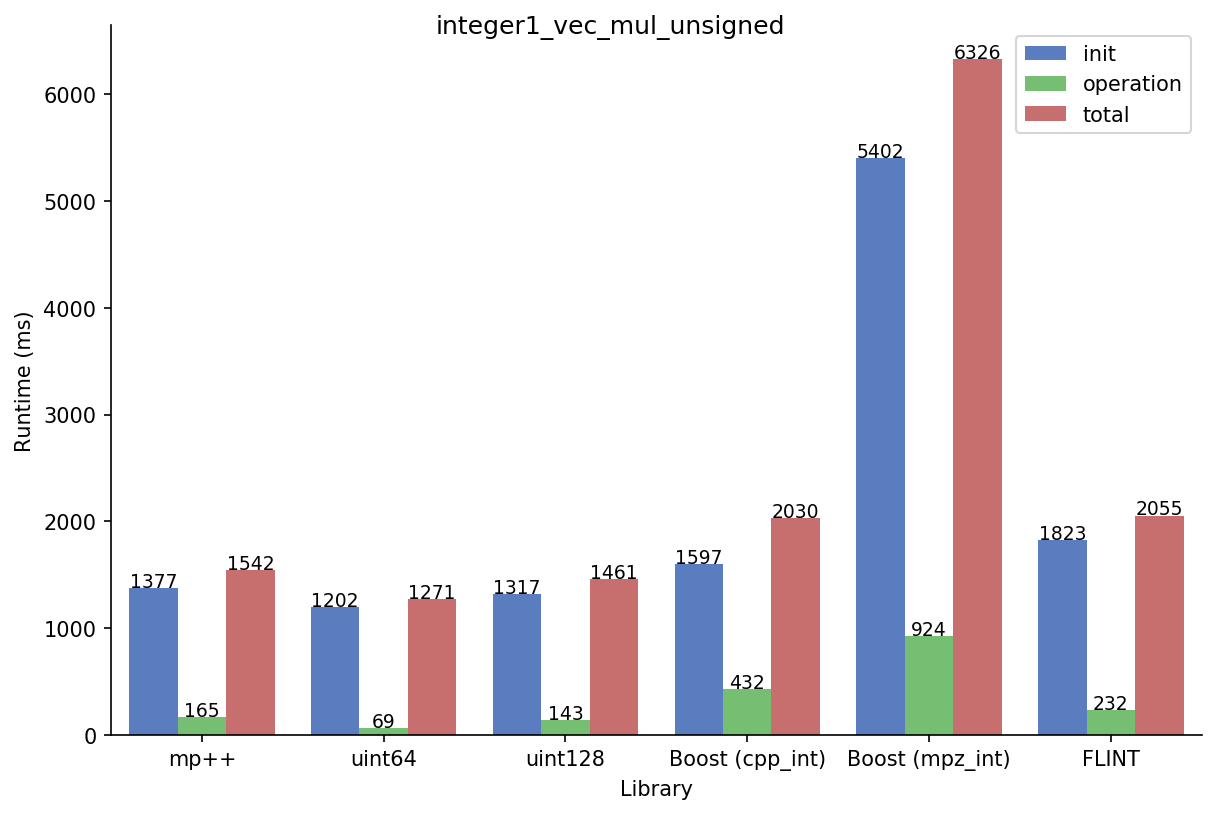 integer1_vec_mul_unsigned
init
operation
total
Runtime (ms)
6000
5000
4000
3000
2000
1000
0
1377
165
1542
1202
69
1271
1317
143
1461
1597
432
2030
5402
924
6326
1823
232
2055
mp++
uint64
uint128
Boost (cpp_int)
Boost (mpz_int)
FLINT
Library